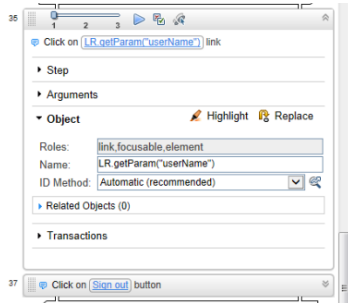 35
1 2 3
Click on LR.getParam("userName") link
Step
Arguments
Object Highlight Replace
Roles: link,focusable,element
Name: LR.getParam("userName")
ID Method: Automatic (recommended)
Related Objects (0)
Transactions
37 Click on Sign out button